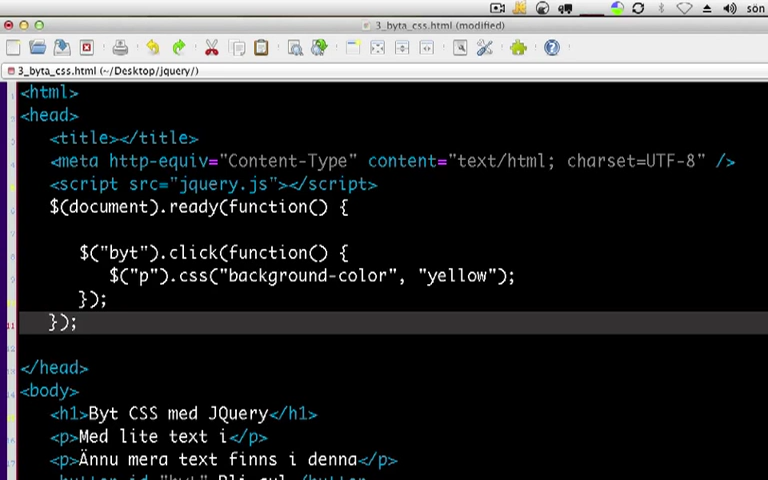 sön
3_byta_css.html (modified)
3_byta_css.html (~/Desktop/jquery/)
<html>
<head>
<title></title>
<meta http-equiv="Content-Type" content="text/html; charset=UTF-8" />
<script src="jquery.js"></script>
$(document).ready(function() {
$("byt").click(function() {
$("p").css("background-color", "yellow");
});
11 });
</head>
<body>
<h1>Byt CSS med JQuery</h1>
<p>Med lite text i</p>
<p>Ännu mera text finns i denna</p>